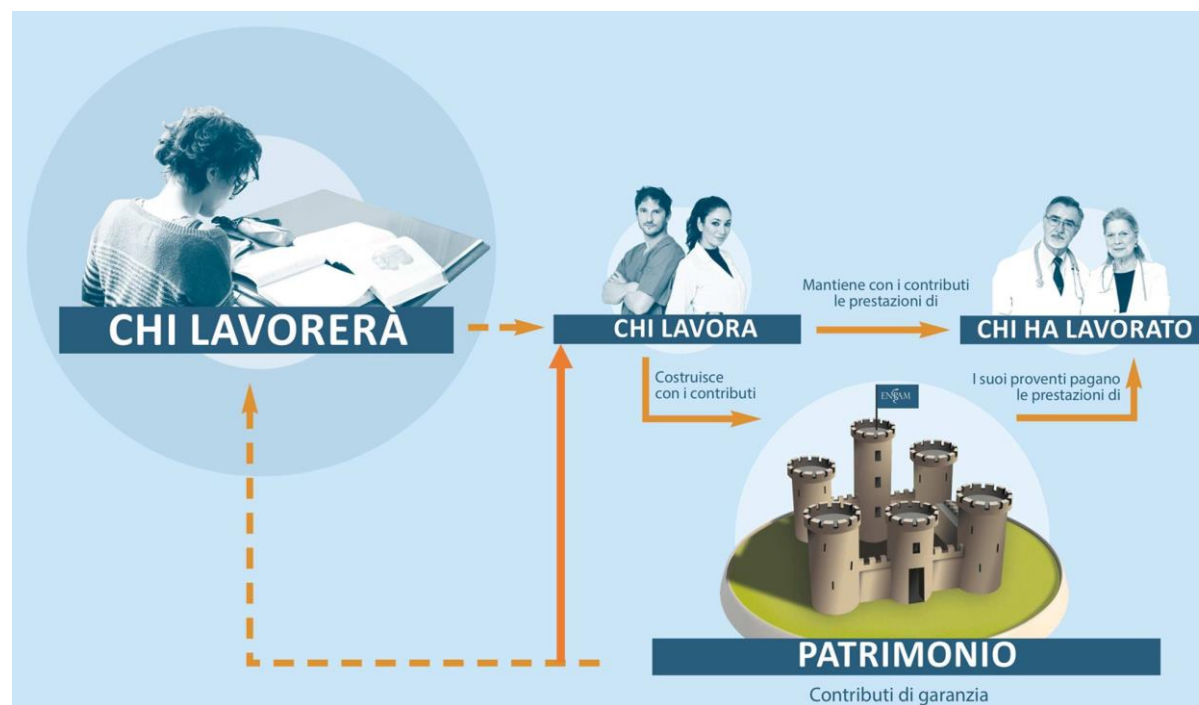 CHI LAVORERÀ
CHI LAVORA
Mantiene con i contributi
le prestazioni di
CHI HA LAVORATO
Costruisce
con i contributi
I suoi proventi pagano
le prestazioni di
ENPAM
PATRIMONIO
Contributi di garanzia